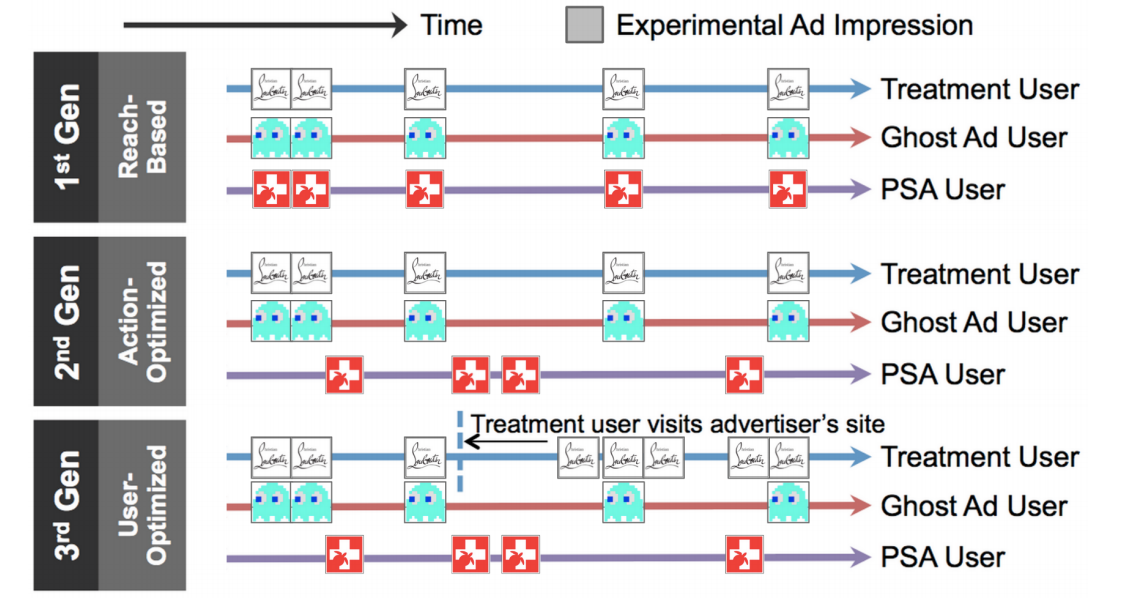 Time
Experimental Ad Impression
1st Gen
Reach-
Based
Treatment User
Ghost Ad User
PSA User
2nd Gen
Action-
Optimized
Treatment User
Ghost Ad User
PSA User
3rd Gen
User-
Optimized
Treatment user visits advertiser's site
Treatment User
Ghost Ad User
PSA User